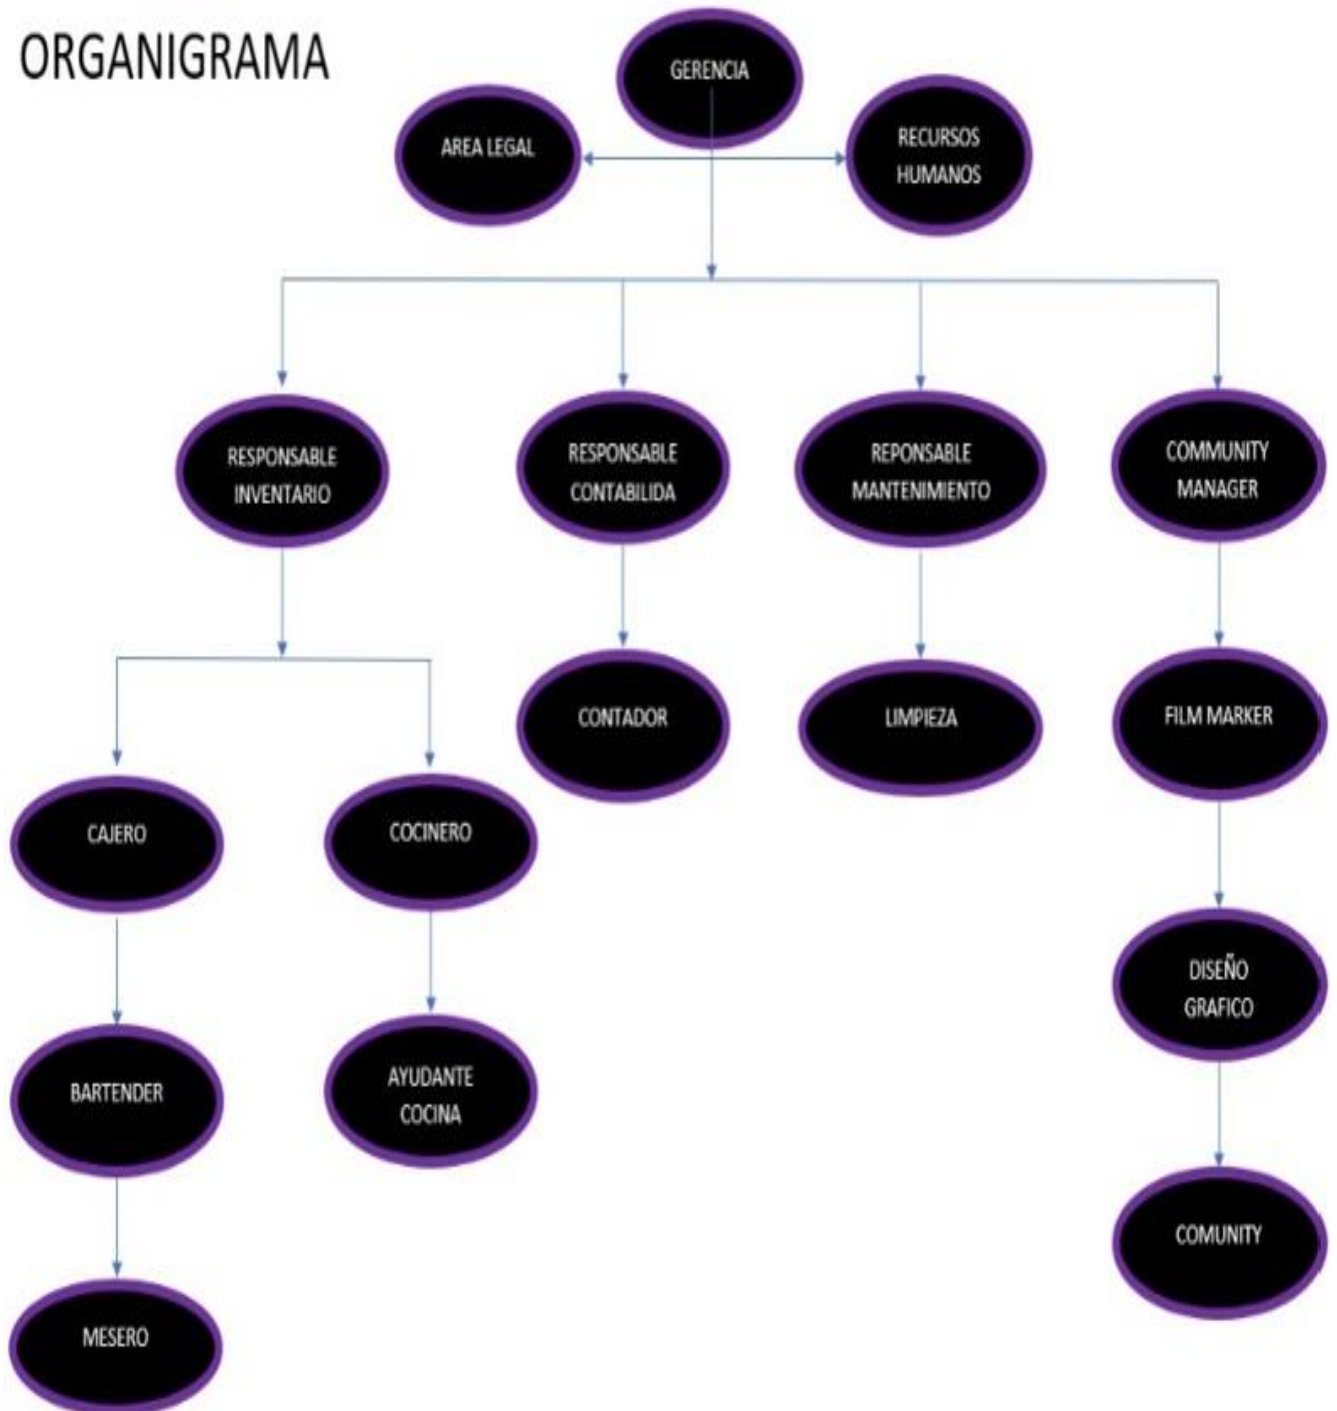 ORGANIGRAMA
GERENCIA
AREA LEGAL
RECURSOS
HUMANOS
RESPONSABLE
INVENTARIO
RESPONSABLE
CONTABILIDA
REPONSABLE
MANTENIMIENTO
COMMUNITY
MANAGER
CONTADOR
LIMPIEZA
FILM MARKER
CAJERO
COCINERO
DISEÑO
GRAFICO
BARTENDER
AYUDANTE
COCINA
COMUNITY
MESERO